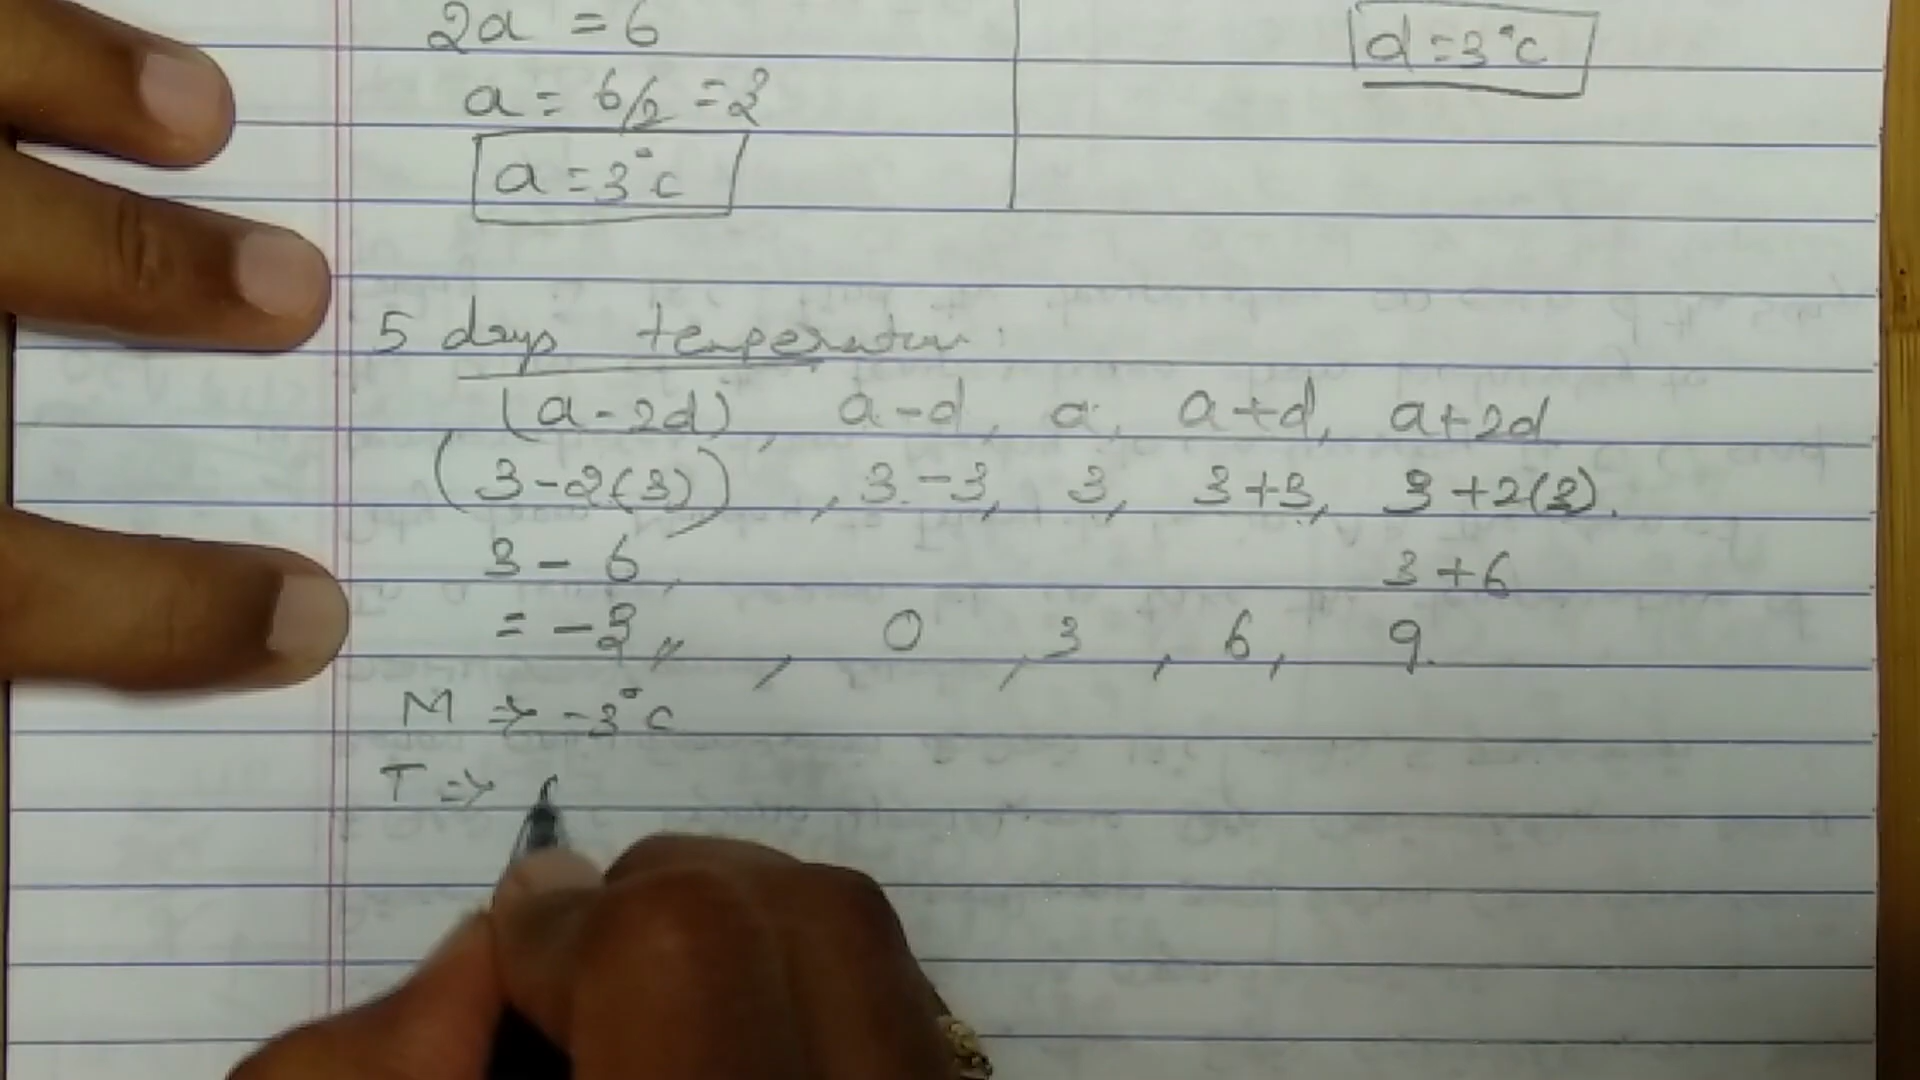 2a = 6
a = 6/2 = 3
a = 3°c
d = 3°c
5 days temperature:
(a - 2d), a - d, a, a + d, a + 2d
(3 - 2(3)), 3 - 3, 3, 3 + 3, 3 + 2(3).
3 - 6, 3 + 6
= -3,, , 0, 3, 6, 9.
M => -3°c
T =>